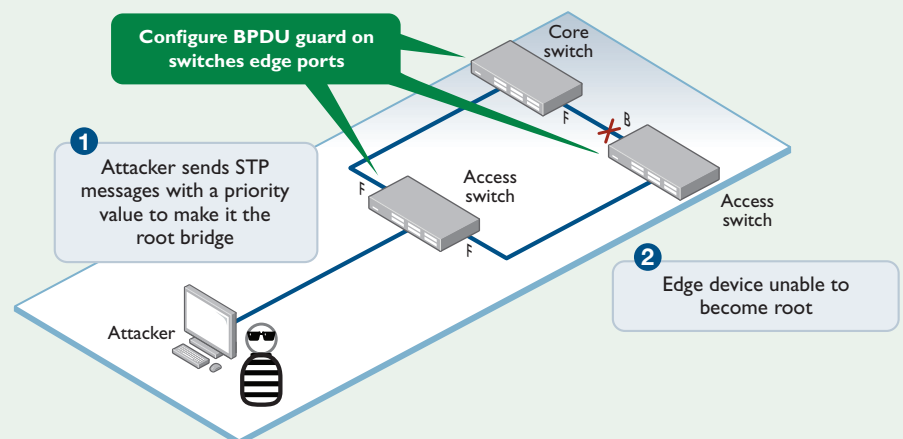 Configure BPDU guard on
switches edge ports
Core
switch
F
B
1
Attacker sends STP
messages with a priority
value to make it the
root bridge
F
Access
switch
F
Access
switch
2
Edge device unable to
become root
Attacker